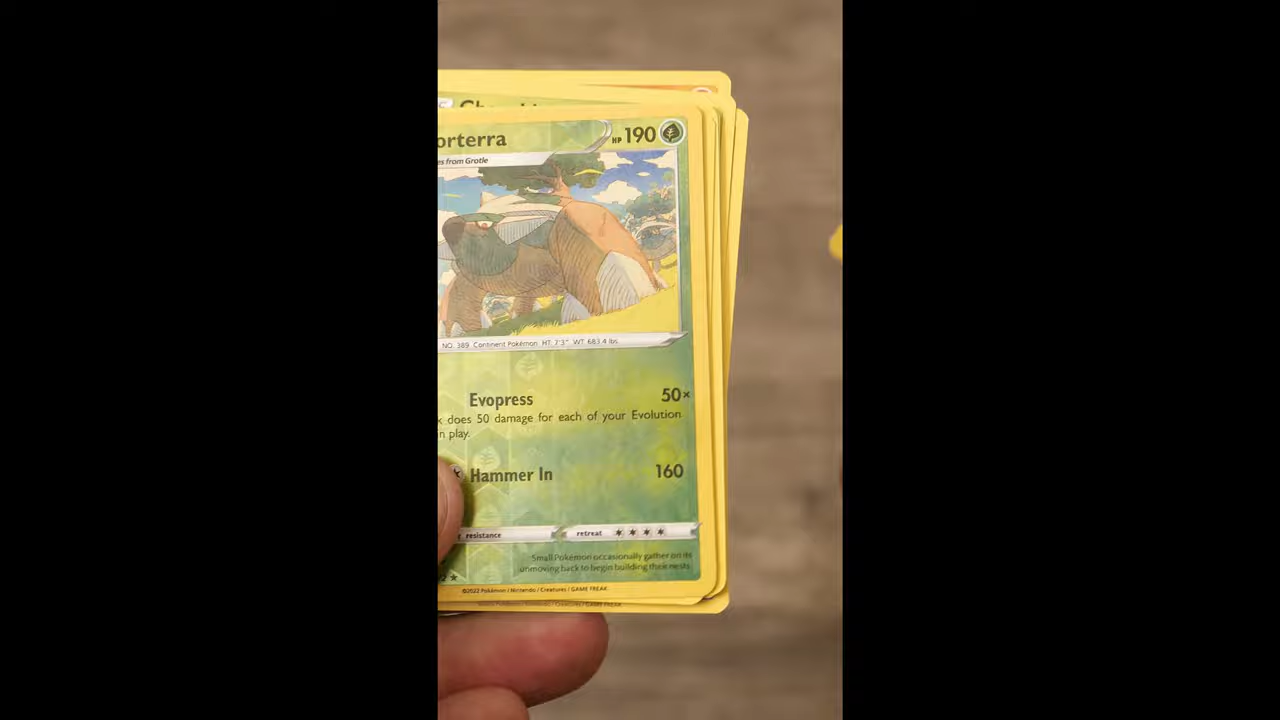 orterra HP 190
es from Grotle
NO. 389 Continent Pokémon HT: 7'3" WT: 683.4 lbs.
Evopress 50×
does 50 damage for each of your Evolution
n play.
Hammer In 160
resistance retreat
Small Pokémon occasionally gather on its
unmoving back to begin building their nests.
©2022 Pokémon / Nintendo / Creatures / GAME FREAK